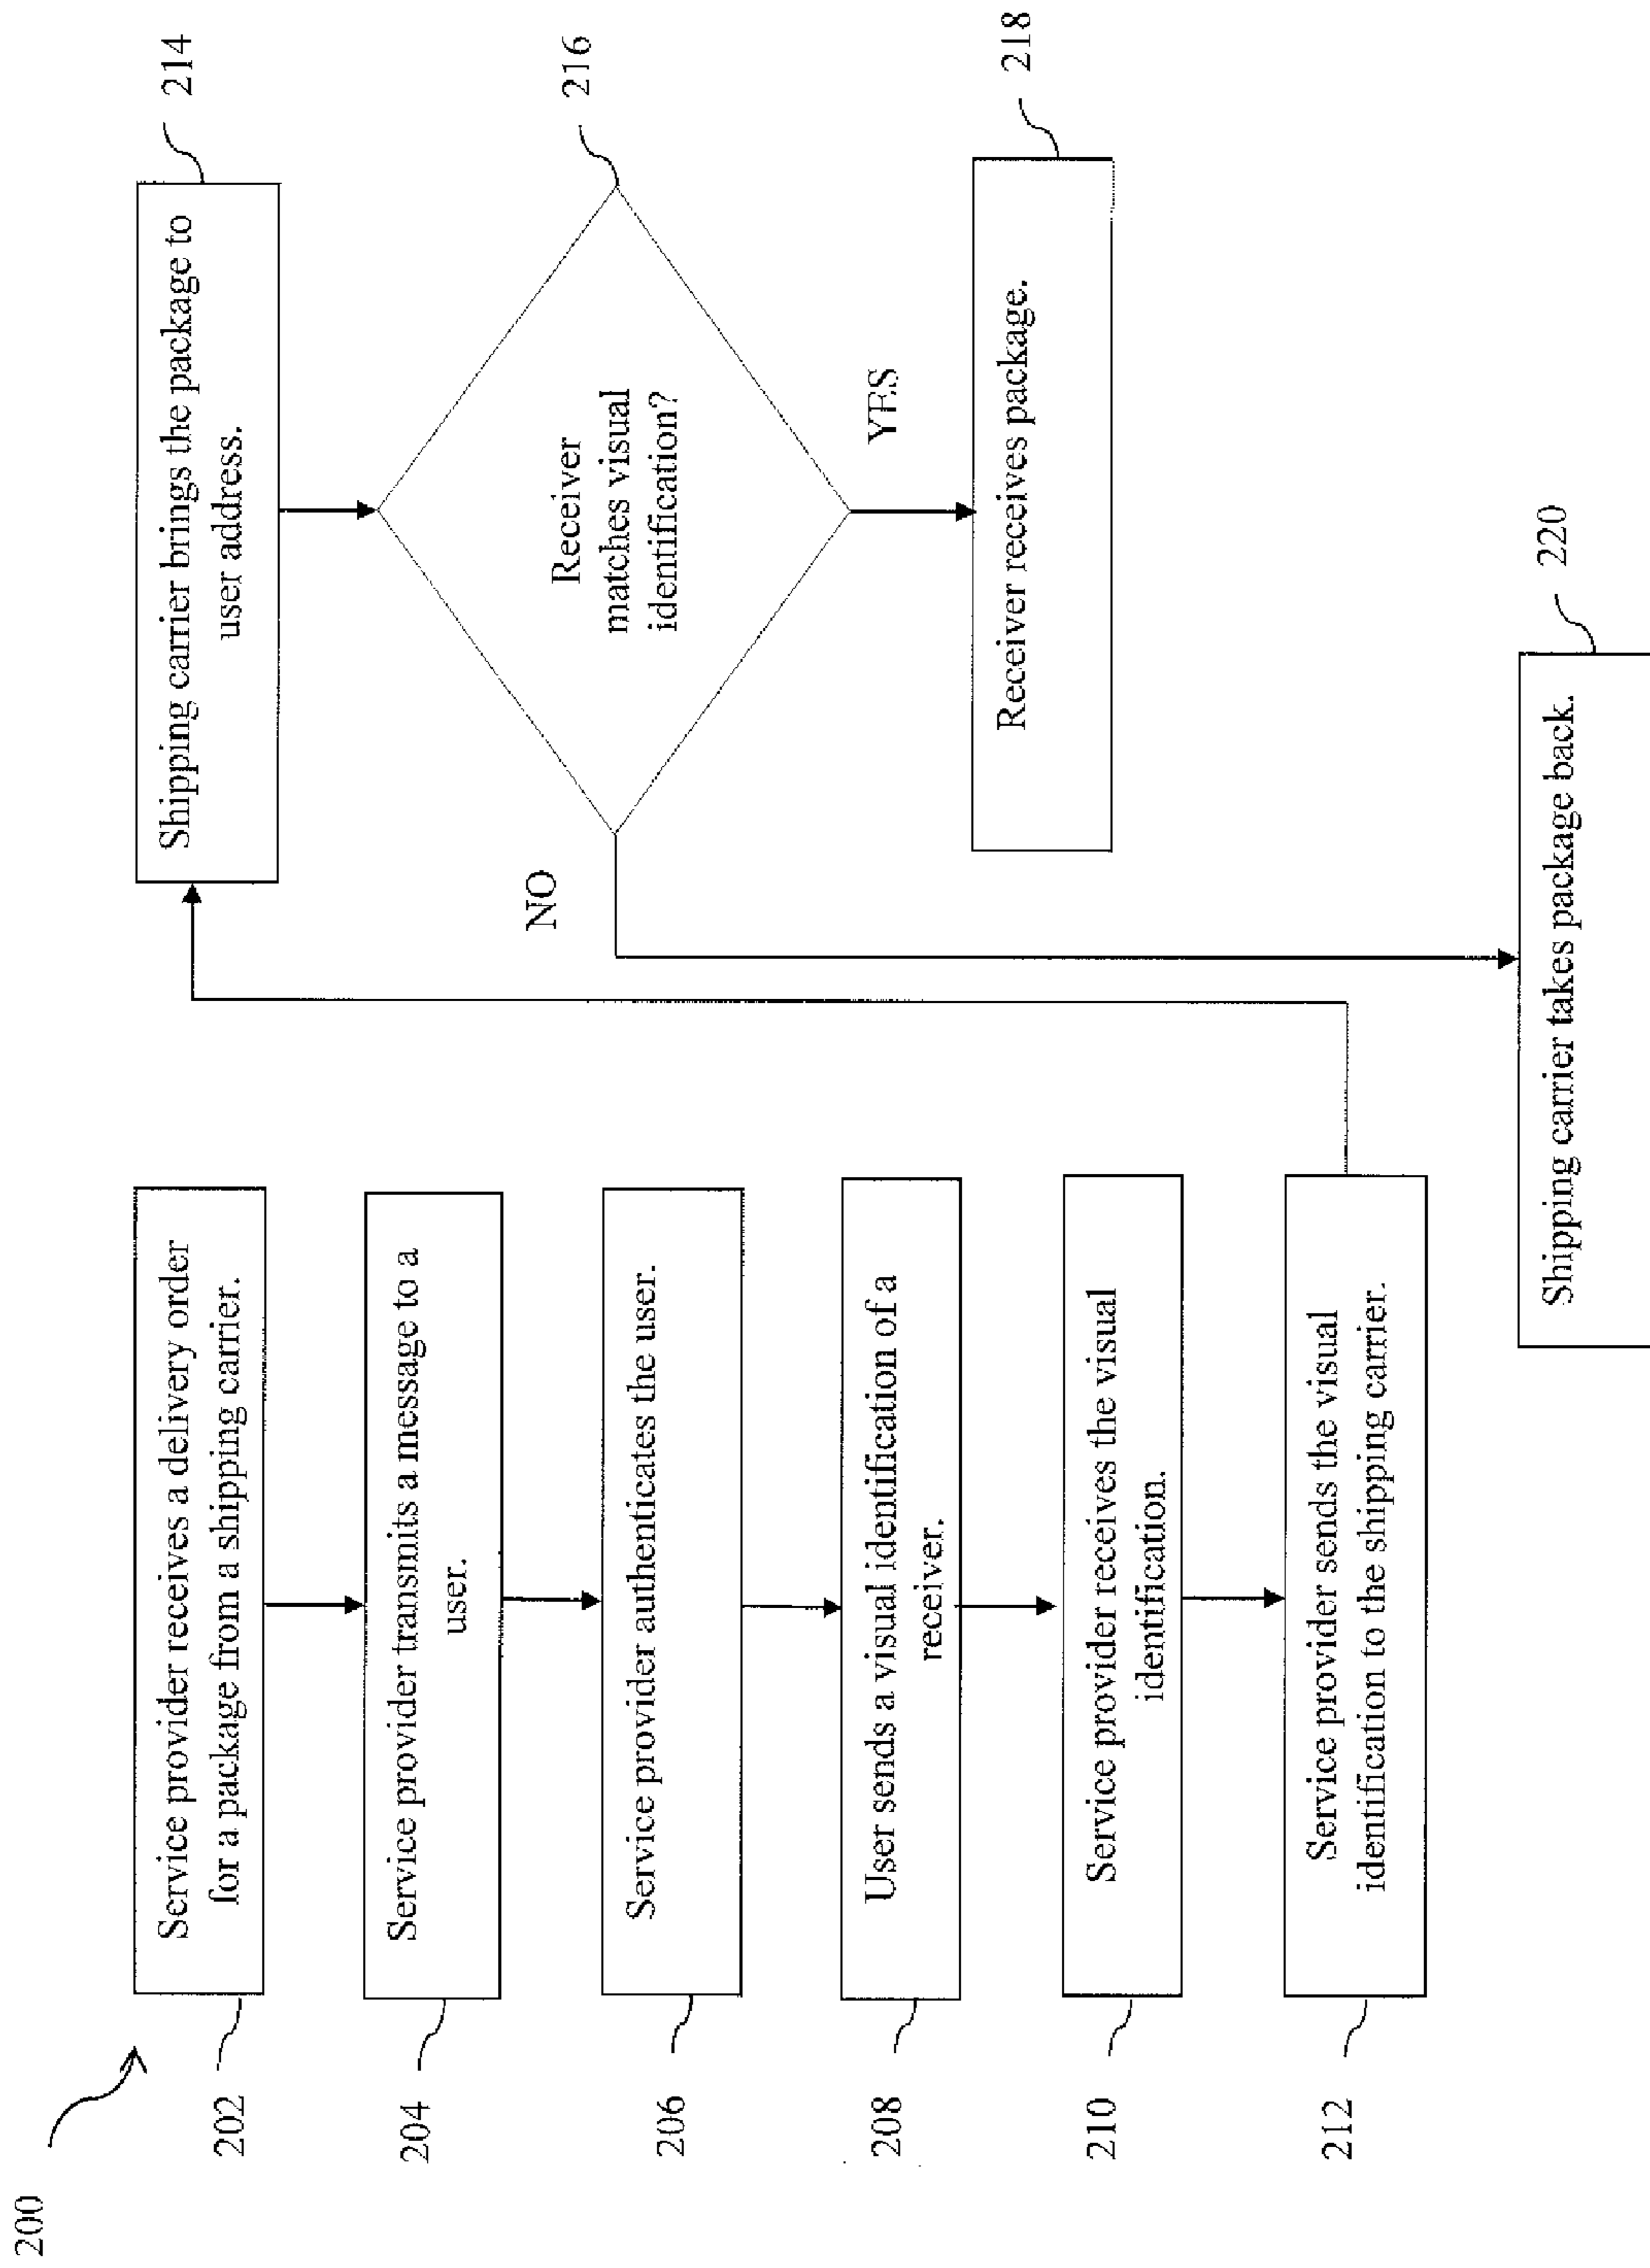 200
202
Service provider receives a delivery order
for a package from a shipping carrier.
204
Service provider transmits a message to a
user.
206
Service provider authenticates the user.
208
User sends a visual identification of a
receiver.
210
Service provider receives the visual
identification.
212
Service provider sends the visual
identification to the shipping carrier.
214
Shipping carrier brings the package to
user address.
216
Receiver
matches visual
identification?
NO
YES
218
Receiver receives package.
220
Shipping carrier takes package back.